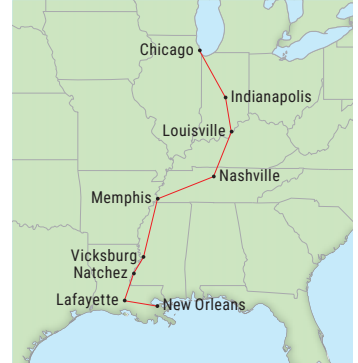 Chicago
Indianapolis
Louisville
Nashville
Memphis
Vicksburg
Natchez
Lafayette
New Orleans